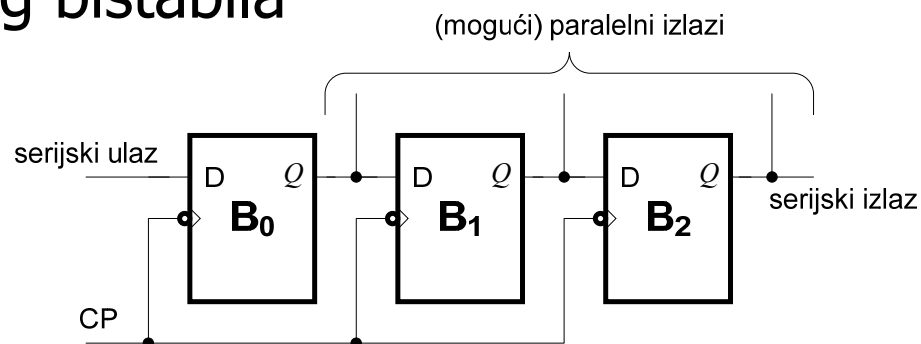 g bistabila
(mogući) paralelni izlazi
serijski ulaz
D Q D Q D Q
serijski izlaz
B0 B1 B2
CP